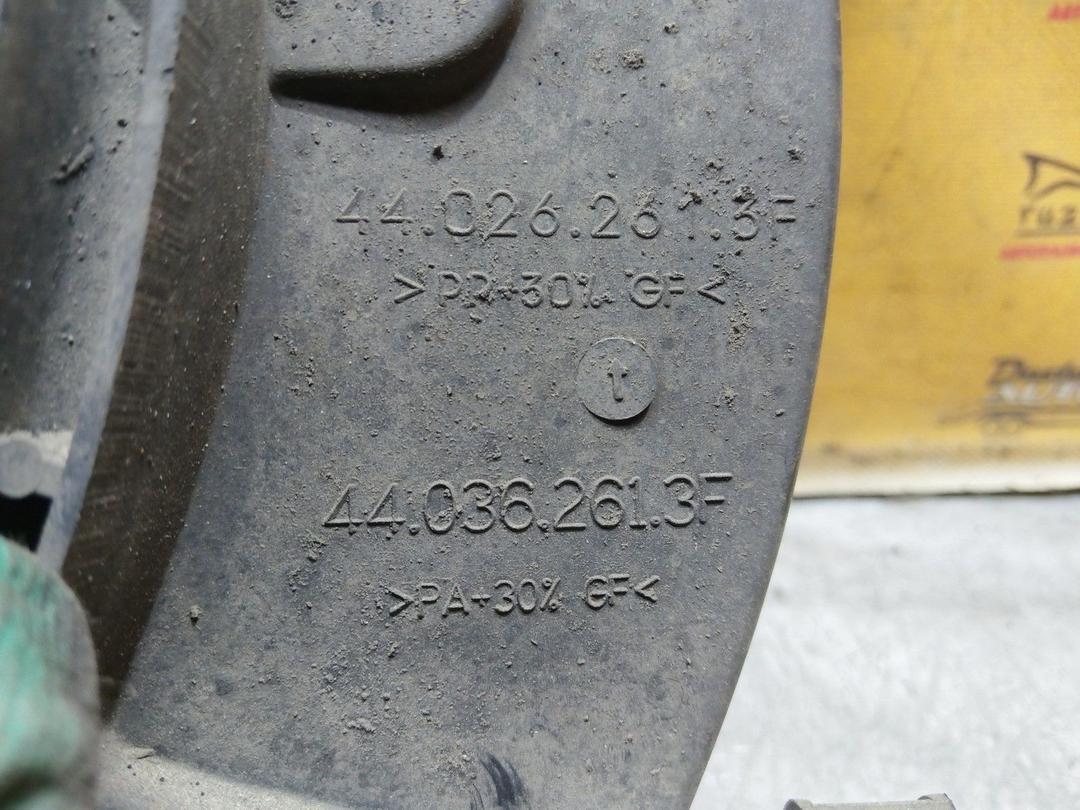 44.026.261.3F
>PP+30% GF<
44.036.261.3F
>PA+30% GF<